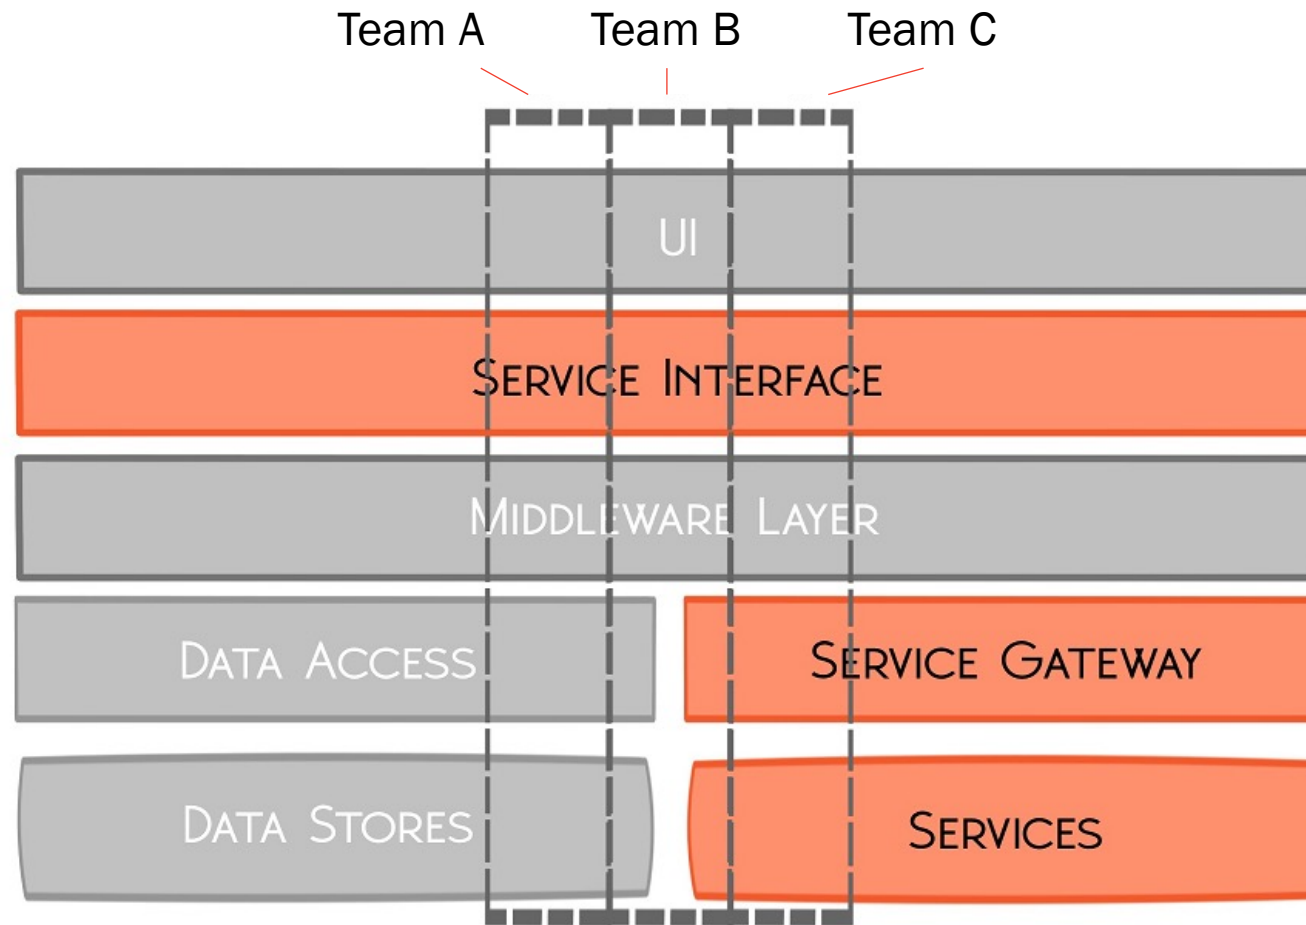 Team A
Team B
Team C
UI
SERVICE INTERFACE
MIDDLEWARE LAYER
DATA ACCESS
SERVICE GATEWAY
DATA STORES
SERVICES